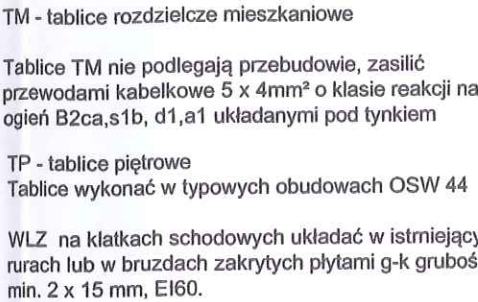 TM - tablice rozdzielcze mieszkaniowe
Tablice TM nie podlegają przebudowie, zasilić
przewodami kabelkowe 5 x 4mm² o klasie reakcji na
ogień B2ca,s1b, d1,a1 układanymi pod tynkiem
TP - tablice piętrowe
Tablice wykonać w typowych obudowach OSW 44
WLZ na klatkach schodowych układać w istrniejący
rurach lub w bruzdach zakrytych płytami g-k gruboś
min. 2 x 15 mm, EI60.